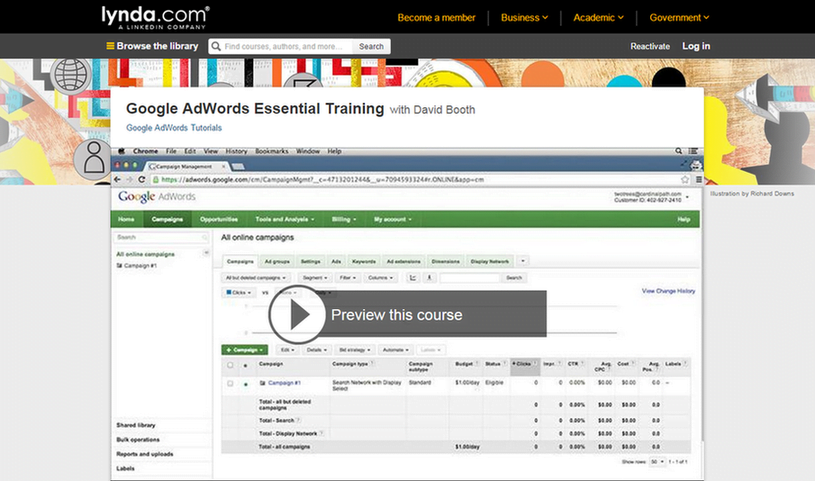 lynda.com®
A LINKEDIN COMPANY
Become a member
Business
Academic
Government
Browse the library
Find courses, authors, and more...
Search
Reactivate
Log in
Google AdWords Essential Training with David Booth
Google AdWords Tutorials
Illustration by Richard Downs
Chrome File Edit View History Bookmarks Window Help
Campaign Management
https://adwords.google.com/cm/CampaignMgmt?__c=4713201244&__u=7094593324#r.ONLINE&app=cm
Google AdWords
Customer ID: 402-927-2410
Home Campaigns Opportunities Tools and Analysis Billing My account Help
Search
All online campaigns
Campaign #1
All online campaigns
Campaigns Ad groups Settings Ads Keywords Ad extensions Dimensions Display Network
All but deleted campaigns Segment Filter Columns Search
Clicks VS
View Change History
Preview this course
+ Campaign Edit Details Bid strategy Automate Labels
Campaign Campaign type Campaign subtype Budget Status Clicks Impr. CTR Avg. CPC Cost Avg. Pos. Labels
Campaign #1 Search Network with Display Select Standard $1.00/day Eligible 0 0 0.00% $0.00 $0.00 0.0 --
Total - all but deleted campaigns 0 0 0.00% $0.00 $0.00 0.0
Total - Search 0 0 0.00% $0.00 $0.00 0.0
Total - Display Network 0 0 0.00% $0.00 $0.00 0.0
Total - all campaigns $1.00/day 0 0 0.00% $0.00 $0.00 0.0
Show rows: 50 1 - 1 of 1
Shared library
Bulk operations
Reports and uploads
Labels